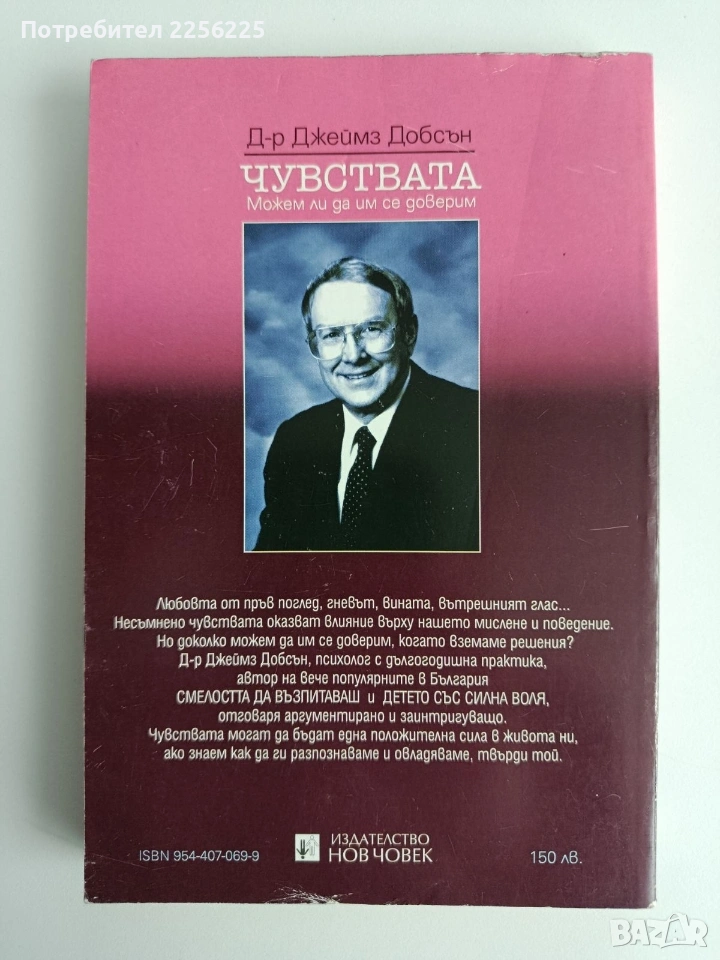 Потребител 2256225
Д-р Джеймз Добсън
ЧУВСТВАТА
Можем ли да им се доверим
Любовта от пръв поглед, гневът, вината, вътрешният глас...
Несъмнено чувствата оказват влияние върху нашето мислене и поведение.
Но доколко можем да им се доверим, когато вземаме решения?
Д-р Джеймз Добсън, психолог с дългогодишна практика,
автор на вече популярните в България
СМЕЛОСТТА ДА ВЪЗПИТАВАШ и ДЕТЕТО СЪС СИЛНА ВОЛЯ,
отговаря аргументирано и заинтригуващо.
Чувствата могат да бъдат една положителна сила в живота ни,
ако знаем как да ги разпознаваме и овладяваме, твърди той.
ISBN 954-407-069-9
ИЗДАТЕЛСТВО
НОВ ЧОВЕК
150 лв.
BAZAR